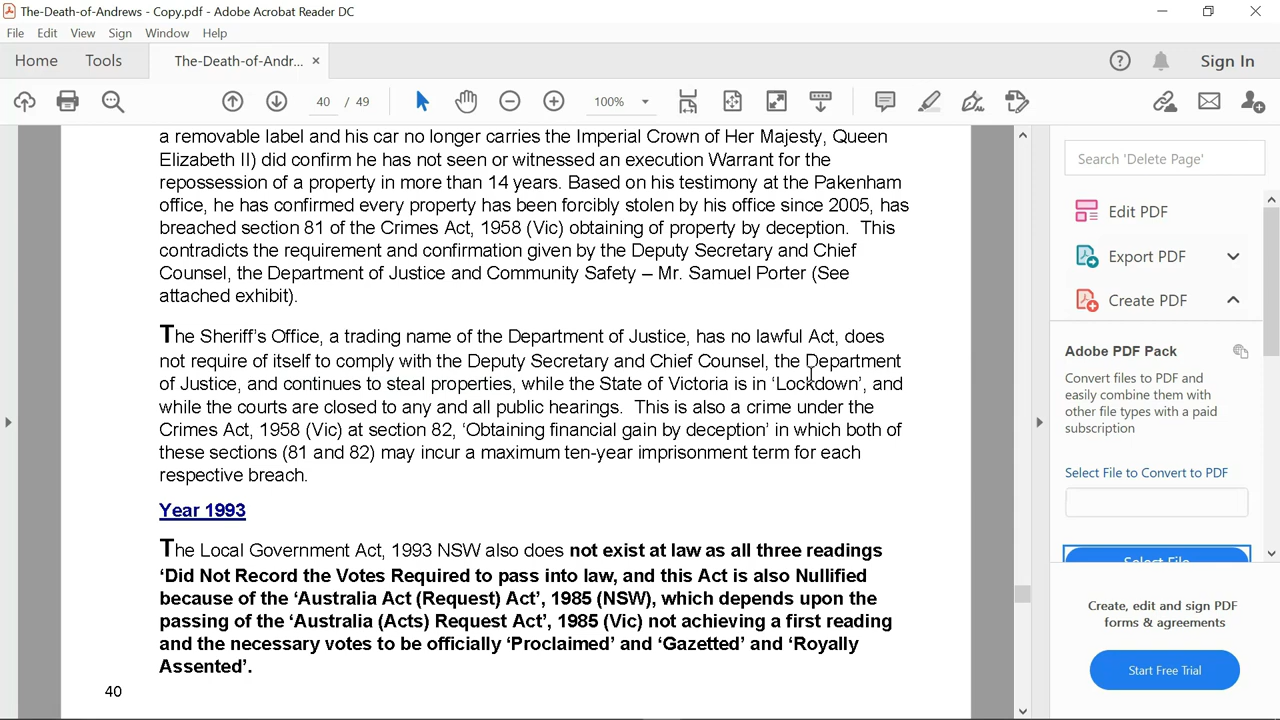 The-Death-of-Andrews - Copy.pdf - Adobe Acrobat Reader DC
File Edit View Sign Window Help
Home Tools The-Death-of-Andr... × Sign In
40 / 49 100%
a removable label and his car no longer carries the Imperial Crown of Her Majesty, Queen
Elizabeth II) did confirm he has not seen or witnessed an execution Warrant for the
repossession of a property in more than 14 years. Based on his testimony at the Pakenham
office, he has confirmed every property has been forcibly stolen by his office since 2005, has
breached section 81 of the Crimes Act, 1958 (Vic) obtaining of property by deception. This
contradicts the requirement and confirmation given by the Deputy Secretary and Chief
Counsel, the Department of Justice and Community Safety – Mr. Samuel Porter (See
attached exhibit).
The Sheriff's Office, a trading name of the Department of Justice, has no lawful Act, does
not require of itself to comply with the Deputy Secretary and Chief Counsel, the Department
of Justice, and continues to steal properties, while the State of Victoria is in ‘Lockdown’, and
while the courts are closed to any and all public hearings. This is also a crime under the
Crimes Act, 1958 (Vic) at section 82, ‘Obtaining financial gain by deception’ in which both of
these sections (81 and 82) may incur a maximum ten-year imprisonment term for each
respective breach.
Year 1993
The Local Government Act, 1993 NSW also does not exist at law as all three readings
‘Did Not Record the Votes Required to pass into law, and this Act is also Nullified
because of the ‘Australia Act (Request) Act’, 1985 (NSW), which depends upon the
passing of the ‘Australia (Acts) Request Act’, 1985 (Vic) not achieving a first reading
and the necessary votes to be officially ‘Proclaimed’ and ‘Gazetted’ and ‘Royally
Assented’.
40
Search 'Delete Page'
Edit PDF
Export PDF
Create PDF
Adobe PDF Pack
Convert files to PDF and
easily combine them with
other file types with a paid
subscription
Select File to Convert to PDF
Select File
Create, edit and sign PDF
forms & agreements
Start Free Trial